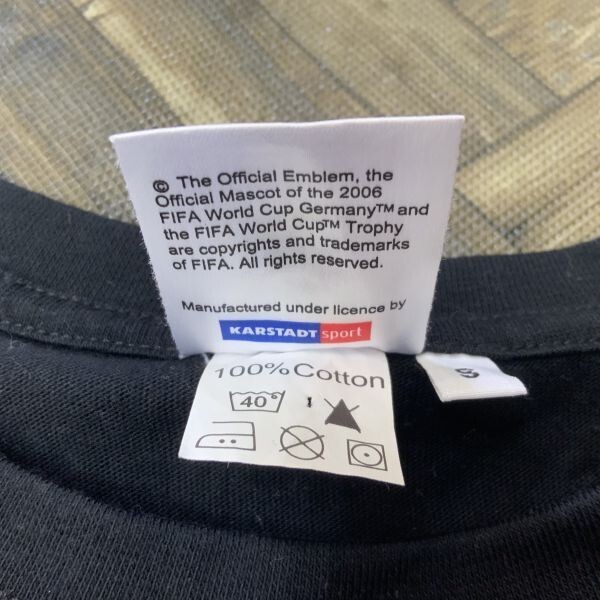 © The Official Emblem, the
Official Mascot of the 2006
FIFA World Cup Germany™ and
the FIFA World Cup™ Trophy
are copyrights and trademarks
of FIFA. All rights reserved.
Manufactured under licence by
KARSTADT sport
100% Cotton
40°
S